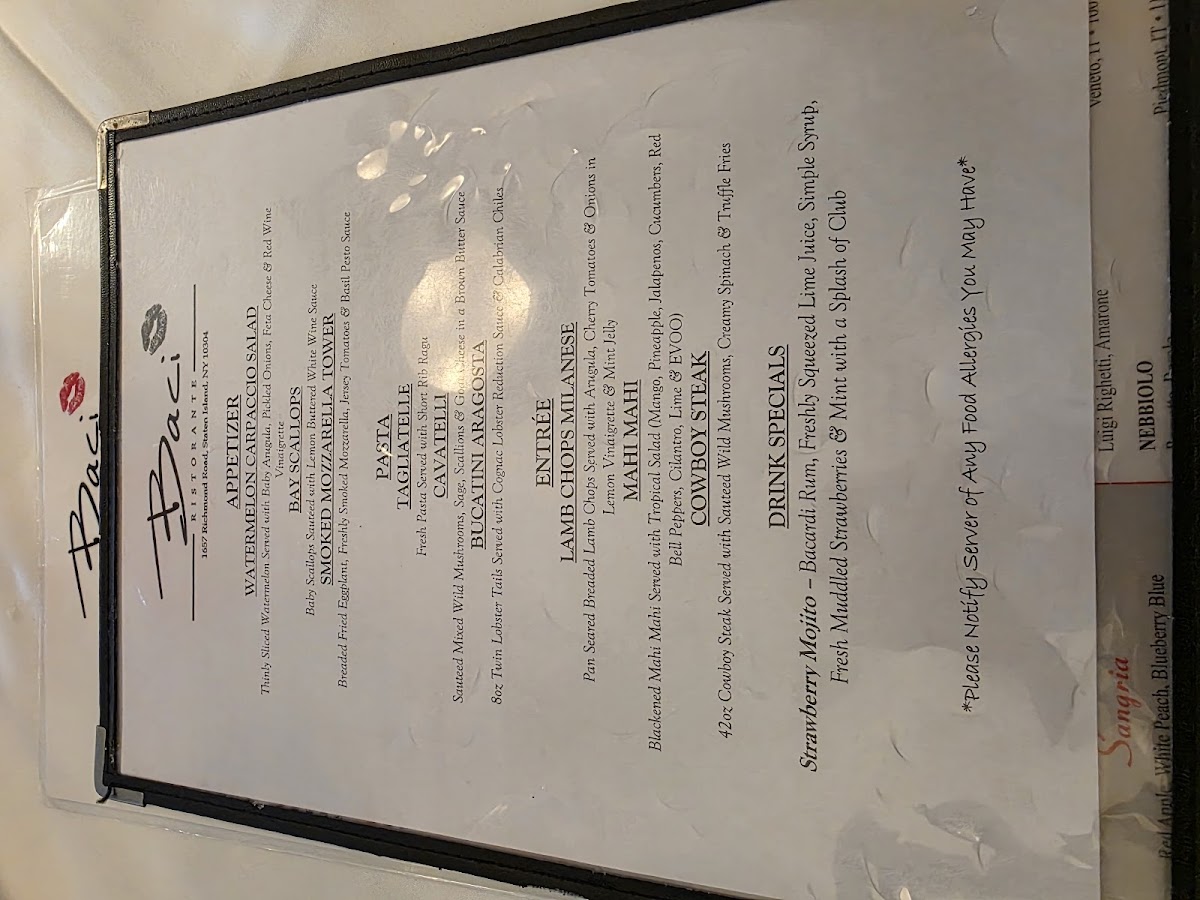 Baci
Baci
RISTORANTE
1657 Richmond Road, Staten Island, NY 10304
APPETIZER
WATERMELON CARPACCIO SALAD
Thinly Sliced Watermelon Served with Baby Arugula, Pickled Onions, Feta Cheese & Red Wine
Vinaigrette
BAY SCALLOPS
Baby Scallops Sauteed with Lemon Buttered White Wine Sauce
SMOKED MOZZARELLA TOWER
Breaded Fried Eggplant, Freshly Smoked Mozzarella, Jersey Tomatoes & Basil Pesto Sauce
PASTA
TAGLIATELLE
Fresh Pasta Served with Short Rib Ragu
CAVATELLI
Sauteed Mixed Wild Mushrooms, Sage, Scallions & Goat Cheese in a Brown Butter Sauce
BUCATINI ARAGOSTA
8oz Twin Lobster Tails Served with Cognac Lobster Reduction Sauce & Calabrian Chiles
ENTRÉE
LAMB CHOPS MILANESE
Pan Seared Breaded Lamb Chops Served with Arugula, Cherry Tomatoes & Onions in
Lemon Vinaigrette & Mint Jelly
MAHI MAHI
Blackened Mahi Mahi Served with Tropical Salad (Mango, Pineapple, Jalapenos, Cucumbers, Red
Bell Peppers, Cilantro, Lime & EVOO)
COWBOY STEAK
42oz Cowboy Steak Served with Sauteed Wild Mushrooms, Creamy Spinach & Truffle Fries
DRINK SPECIALS
Strawberry Mojito – Bacardi Rum, Freshly Squeezed Lime Juice, Simple Syrup,
Fresh Muddled Strawberries & Mint with a Splash of Club
*Please Notify Server of Any Food Allergies You May Have*
Sangria
Red Apple, White Peach, Blueberry Blue
Veneto, IT • 100
Luigi Righetti, Amarone
NEBBIOLO
Piedmont, IT • 11